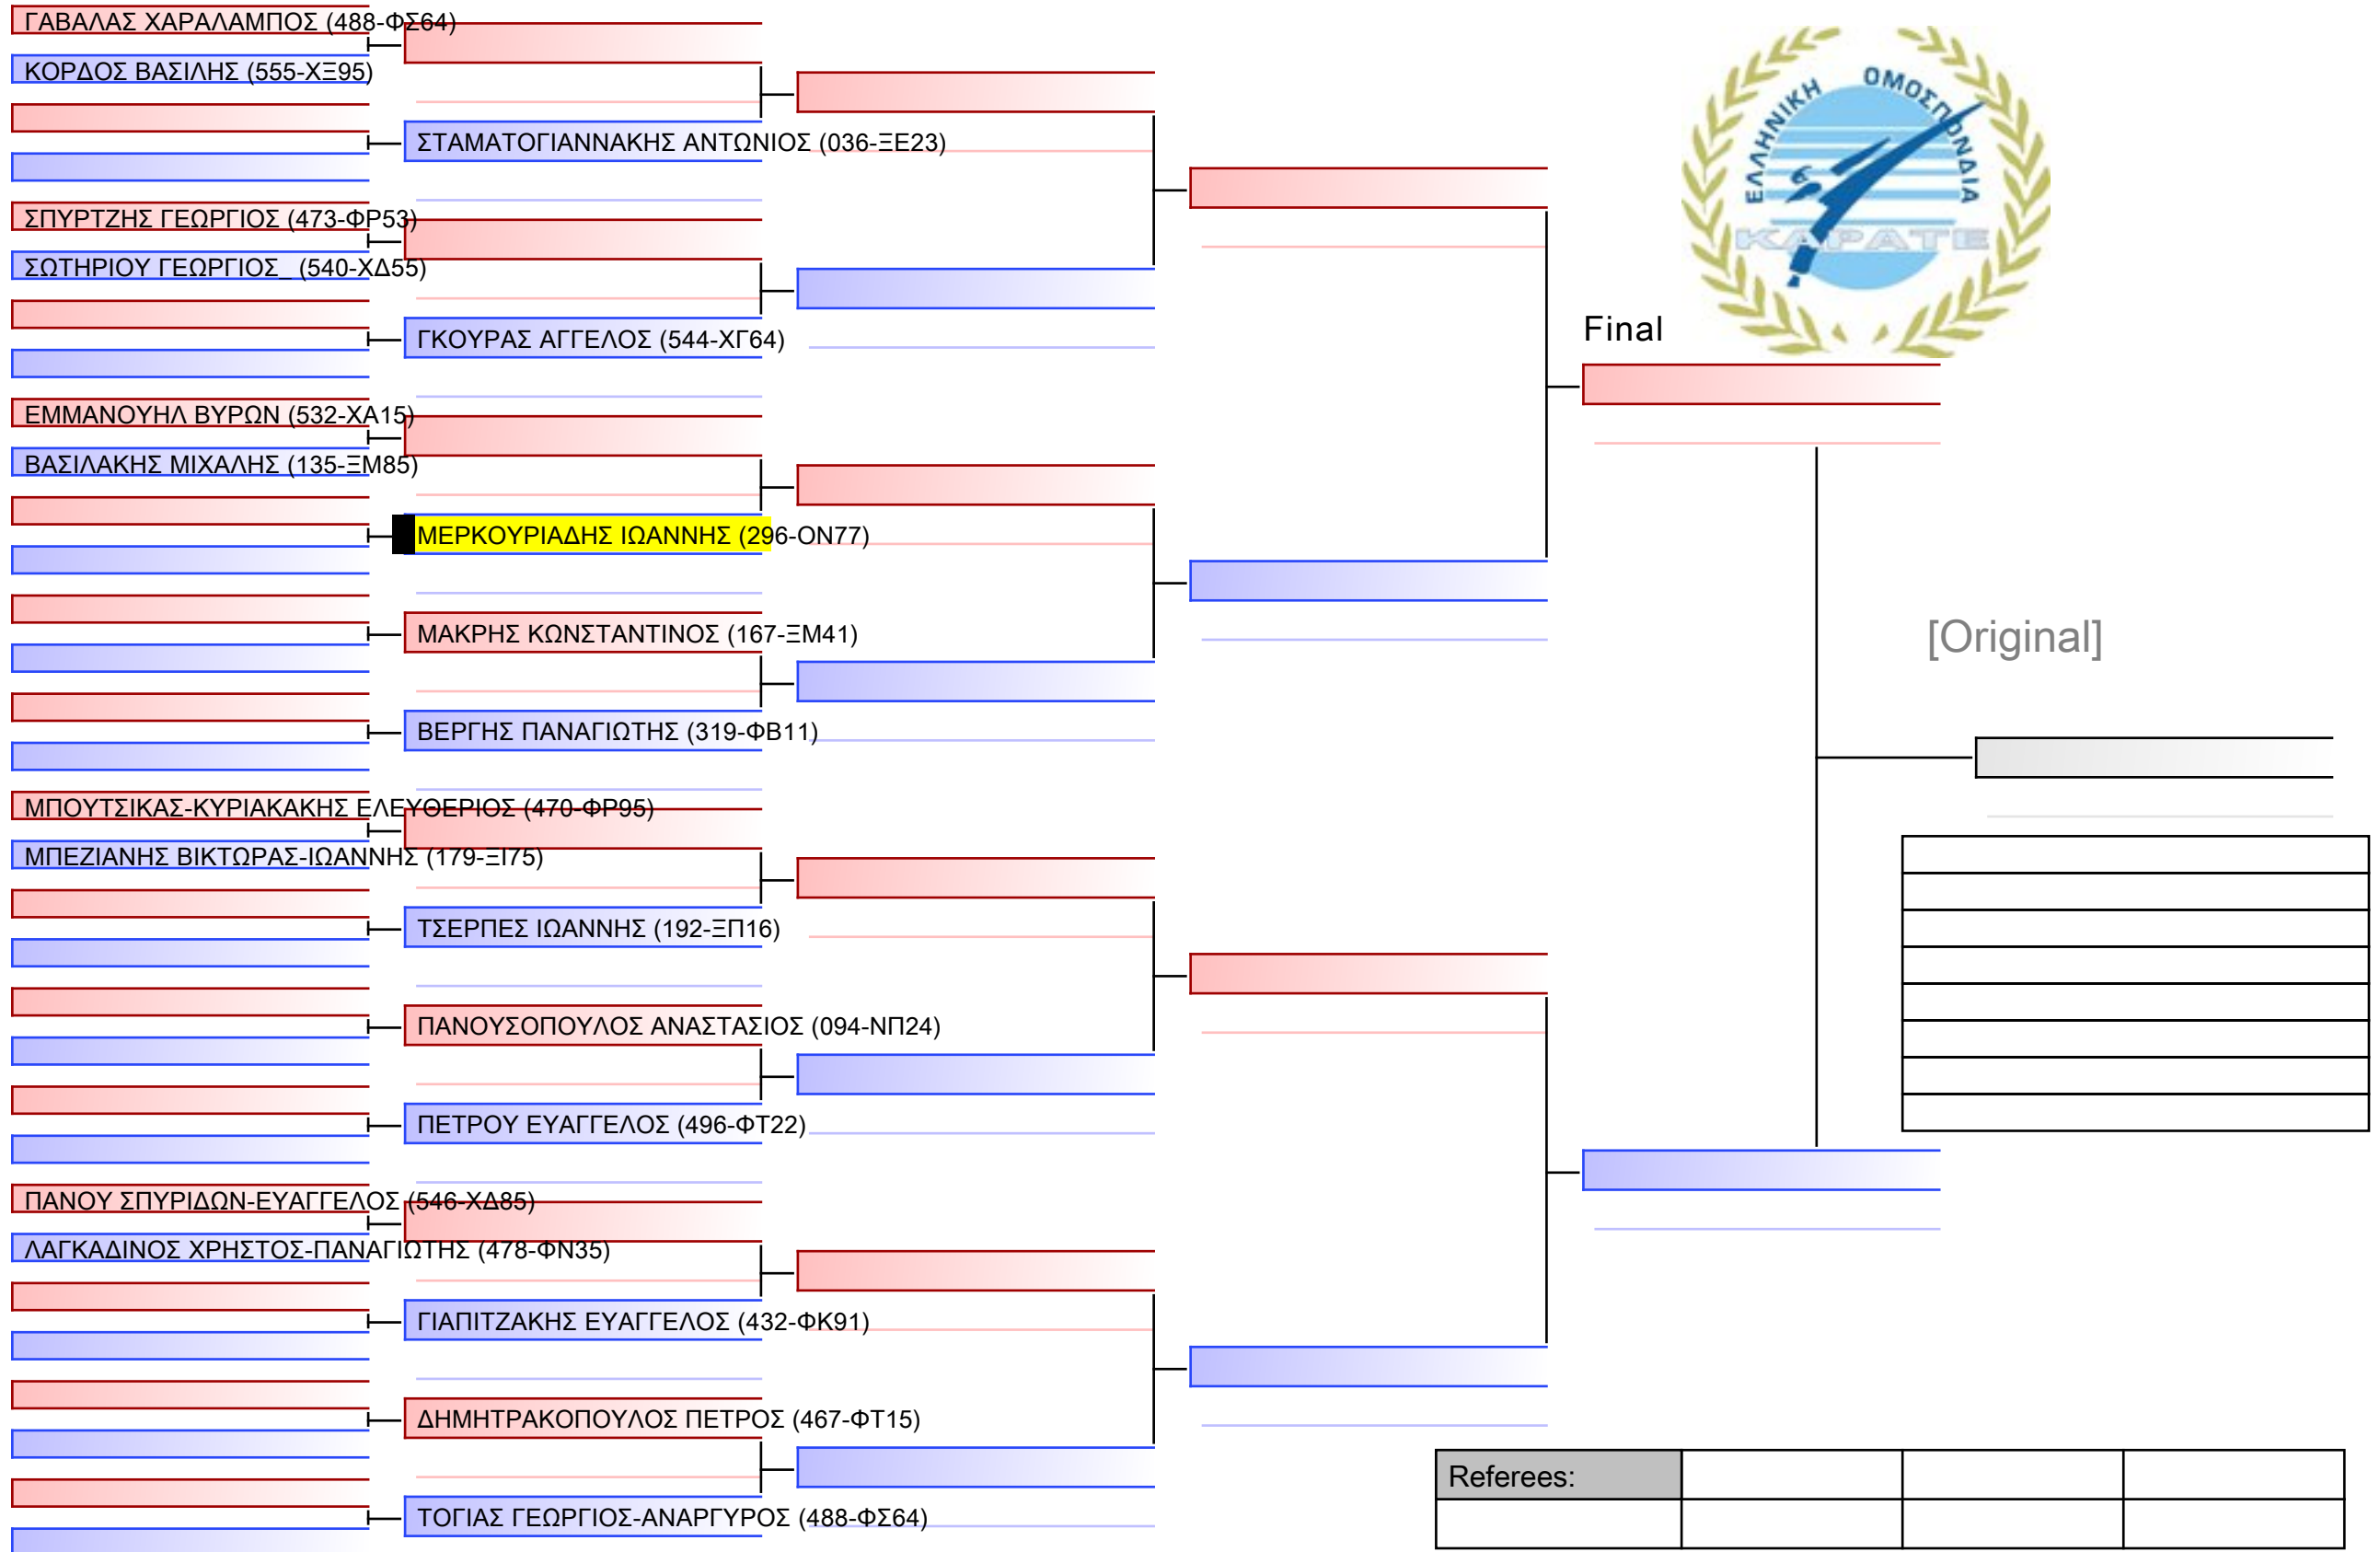 ΓΑΒΑΛΑΣ ΧΑΡΑΛΑΜΠΟΣ (488-ΦΣ64)
ΚΟΡΔΟΣ ΒΑΣΙΛΗΣ (555-ΧΞ95)
ΣΠΥΡΤΖΗΣ ΓΕΩΡΓΙΟΣ (473-ΦΡ53)
ΣΩΤΗΡΙΟΥ ΓΕΩΡΓΙΟΣ_ (540-ΧΔ55)
ΕΜΜΑΝΟΥΗΛ ΒΥΡΩΝ (532-ΧΑ15)
ΒΑΣΙΛΑΚΗΣ ΜΙΧΑΛΗΣ (135-ΞΜ85)
ΜΠΟΥΤΣΙΚΑΣ-ΚΥΡΙΑΚΑΚΗΣ ΕΛΕΥΘΕΡΙΟΣ (470-ΦΡ95)
ΜΠΕΖΙΑΝΗΣ ΒΙΚΤΩΡΑΣ-ΙΩΑΝΝΗΣ (179-ΞΙ75)
ΠΑΝΟΥ ΣΠΥΡΙΔΩΝ-ΕΥΑΓΓΕΛΟΣ (546-ΧΔ85)
ΛΑΓΚΑΔΙΝΟΣ ΧΡΗΣΤΟΣ-ΠΑΝΑΓΙΩΤΗΣ (478-ΦΝ35)
ΣΤΑΜΑΤΟΓΙΑΝΝΑΚΗΣ ΑΝΤΩΝΙΟΣ (036-ΞΕ23)
ΓΚΟΥΡΑΣ ΑΓΓΕΛΟΣ (544-ΧΓ64)
ΜΕΡΚΟΥΡΙΑΔΗΣ ΙΩΑΝΝΗΣ (296-ΟΝ77)
ΜΑΚΡΗΣ ΚΩΝΣΤΑΝΤΙΝΟΣ (167-ΞΜ41)
ΒΕΡΓΗΣ ΠΑΝΑΓΙΩΤΗΣ (319-ΦΒ11)
ΤΣΕΡΠΕΣ ΙΩΑΝΝΗΣ (192-ΞΠ16)
ΠΑΝΟΥΣΟΠΟΥΛΟΣ ΑΝΑΣΤΑΣΙΟΣ (094-ΝΠ24)
ΠΕΤΡΟΥ ΕΥΑΓΓΕΛΟΣ (496-ΦΤ22)
ΓΙΑΠΙΤΖΑΚΗΣ ΕΥΑΓΓΕΛΟΣ (432-ΦΚ91)
ΔΗΜΗΤΡΑΚΟΠΟΥΛΟΣ ΠΕΤΡΟΣ (467-ΦΤ15)
ΤΟΓΙΑΣ ΓΕΩΡΓΙΟΣ-ΑΝΑΡΓΥΡΟΣ (488-ΦΣ64)
ΕΛΛΗΝΙΚΗ ΟΜΟΣΠΟΝΔΙΑ
ΚΑΡΑΤΕ
Final
[Original]
Referees: